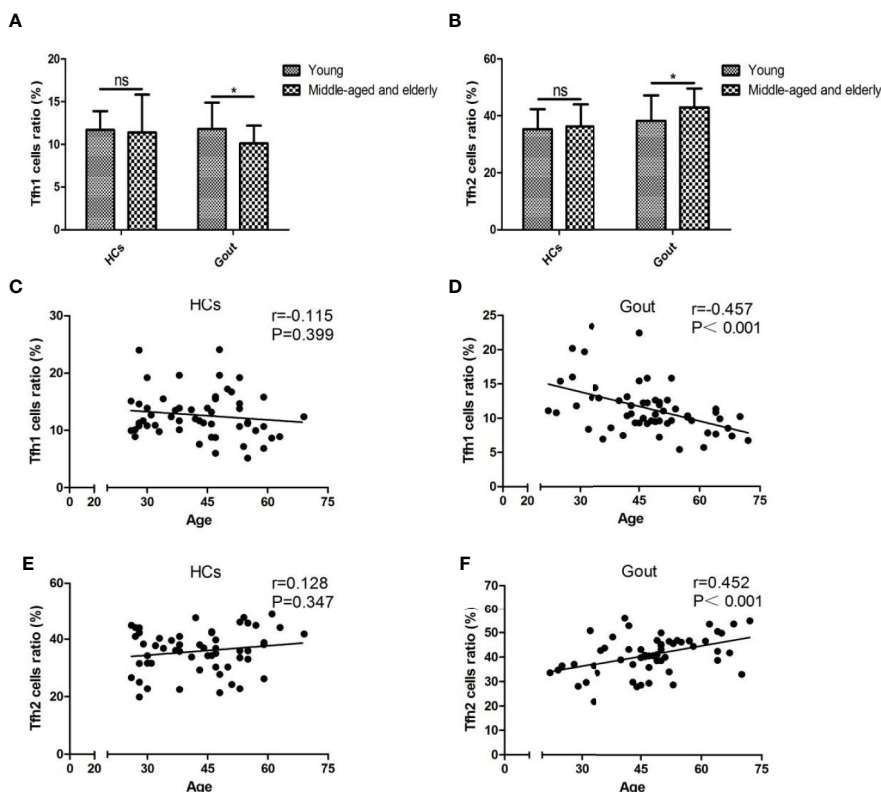 A
Tfh1 cells ratio (%)
20
15
10
5
0
ns
*
Young
Middle-aged and elderly
HCs
Gout
B
Tfh2 cells ratio (%)
60
40
20
0
ns
*
Young
Middle-aged and elderly
HCs
Gout
C
HCs
r=-0.115
P=0.399
Tfh1 cells ratio (%)
30
20
10
0
0 20 30 45 60 75
Age
D
Gout
r=-0.457
P< 0.001
Tfh1 cells ratio (%)
25
20
15
10
5
0
0 15 30 45 60 75
Age
E
HCs
r=0.128
P=0.347
Tfh2 cells ratio (%)
60
40
20
0
0 20 30 45 60 75
Age
F
Gout
r=0.452
P< 0.001
Tfh2 cells ratio (%)
70
60
50
40
30
20
10
0
0 15 30 45 60 75
Age